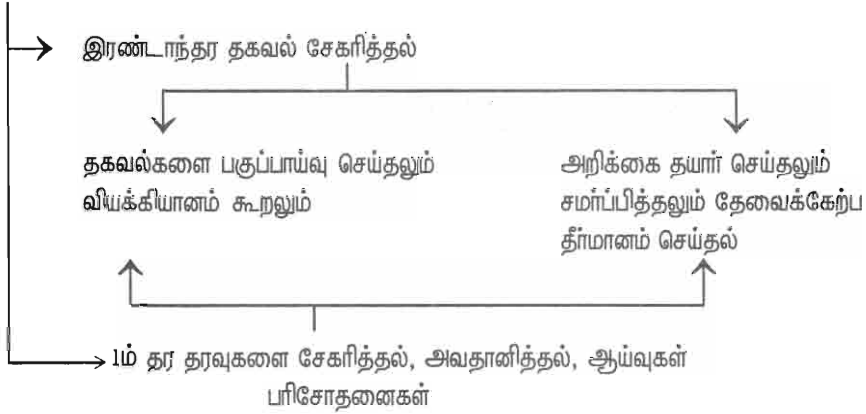 இரண்டாந்தர தகவல் சேகரித்தல்
தகவல்களை பகுப்பாய்வு செய்தலும்
வியக்கியானம் கூறலும்
அறிக்கை தயார் செய்தலும்
சமர்ப்பித்தலும் தேவைக்கேற்ப
தீர்மானம் செய்தல்
1ம் தர தரவுகளை சேகரித்தல், அவதானித்தல், ஆய்வுகள்
பரிசோதனைகள்